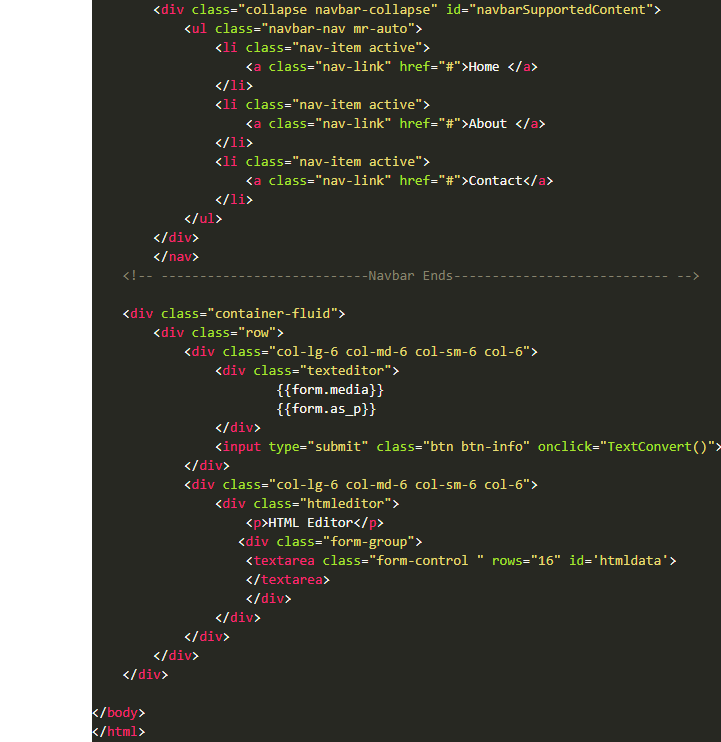 <div class="collapse navbar-collapse" id="navbarSupportedContent">
<ul class="navbar-nav mr-auto">
<li class="nav-item active">
<a class="nav-link" href="#">Home </a>
</li>
<li class="nav-item active">
<a class="nav-link" href="#">About </a>
</li>
<li class="nav-item active">
<a class="nav-link" href="#">Contact</a>
</li>
</ul>
</div>
</nav>
<!-- ---------------------------Navbar Ends---------------------------- -->
<div class="container-fluid">
<div class="row">
<div class="col-lg-6 col-md-6 col-sm-6 col-6">
<div class="texteditor">
{{form.media}}
{{form.as_p}}
</div>
<input type="submit" class="btn btn-info" onclick="TextConvert()">
</div>
<div class="col-lg-6 col-md-6 col-sm-6 col-6">
<div class="htmleditor">
<p>HTML Editor</p>
<div class="form-group">
<textarea class="form-control " rows="16" id='htmldata'>
</textarea>
</div>
</div>
</div>
</div>
</div>
</body>
</html>